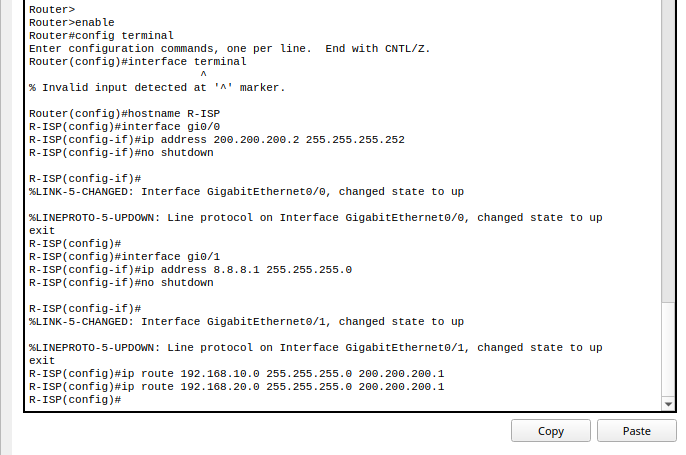 Router>
Router>enable
Router#config terminal
Enter configuration commands, one per line.  End with CNTL/Z.
Router(config)#interface terminal
                          ^
% Invalid input detected at '^' marker.

Router(config)#hostname R-ISP
R-ISP(config)#interface gi0/0
R-ISP(config-if)#ip address 200.200.200.2 255.255.255.252
R-ISP(config-if)#no shutdown

R-ISP(config-if)#
%LINK-5-CHANGED: Interface GigabitEthernet0/0, changed state to up

%LINEPROTO-5-UPDOWN: Line protocol on Interface GigabitEthernet0/0, changed state to up
exit
R-ISP(config)#
R-ISP(config)#interface gi0/1
R-ISP(config-if)#ip address 8.8.8.1 255.255.255.0
R-ISP(config-if)#no shutdown

R-ISP(config-if)#
%LINK-5-CHANGED: Interface GigabitEthernet0/1, changed state to up

%LINEPROTO-5-UPDOWN: Line protocol on Interface GigabitEthernet0/1, changed state to up
exit
R-ISP(config)#ip route 192.168.10.0 255.255.255.0 200.200.200.1
R-ISP(config)#ip route 192.168.20.0 255.255.255.0 200.200.200.1
R-ISP(config)#
Copy Paste